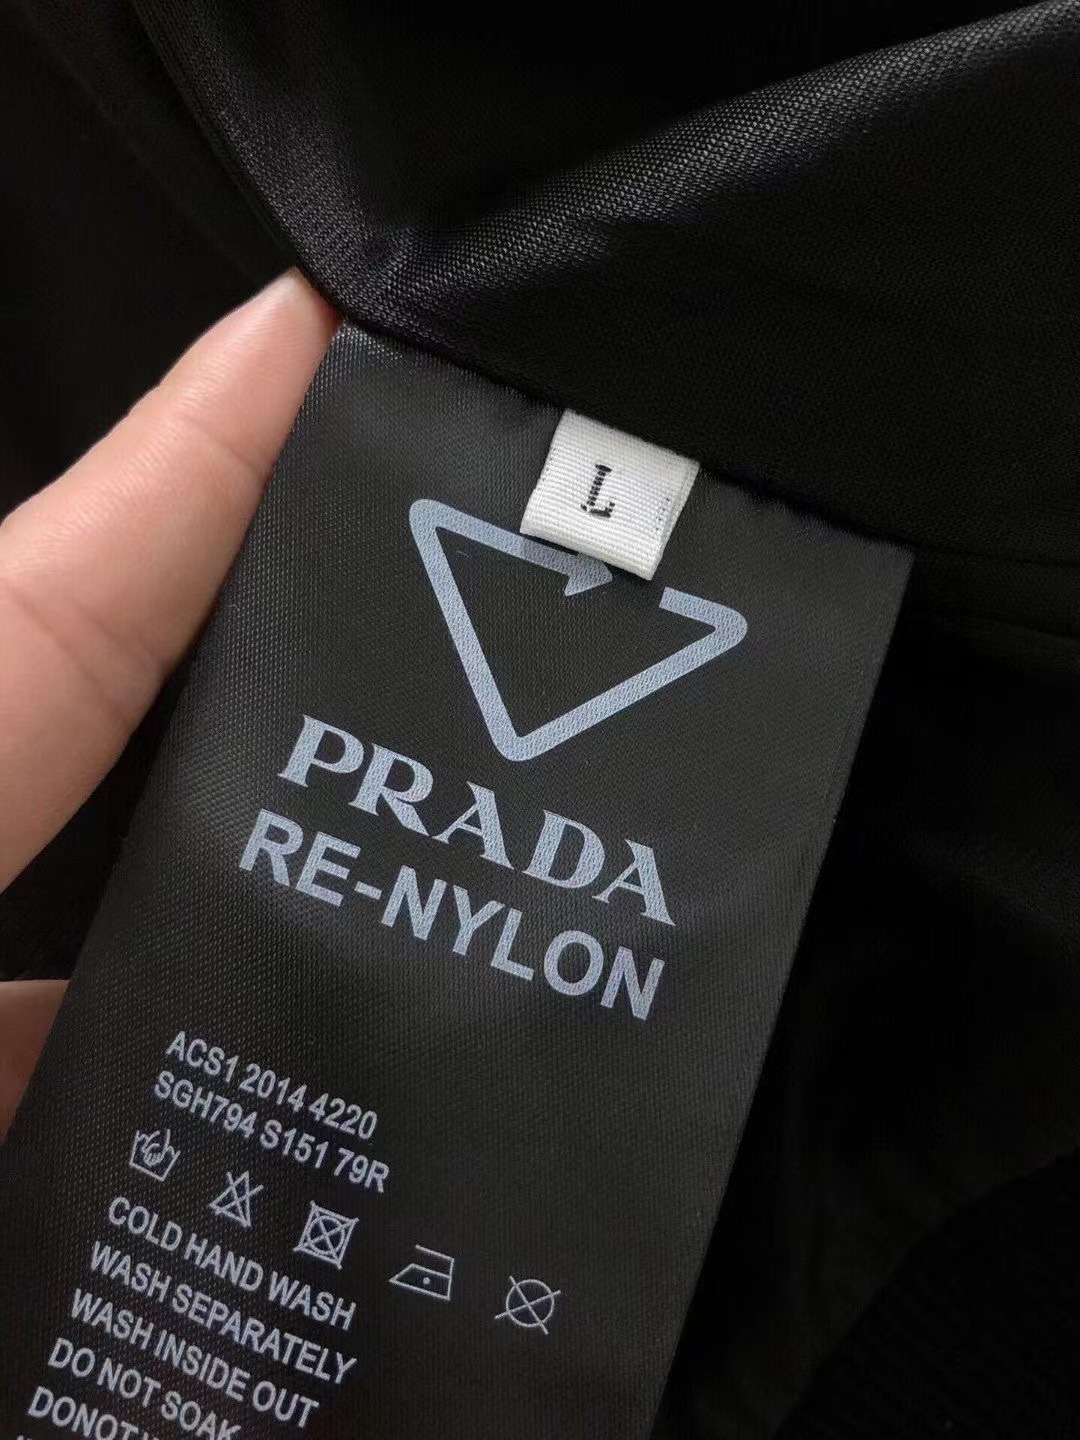 L
PRADA
RE-NYLON
ACS1 2014 4220
SGH794 S151 79R
COLD HAND WASH
WASH SEPARATELY
WASH INSIDE OUT
DO NOT SOAK
DONOT